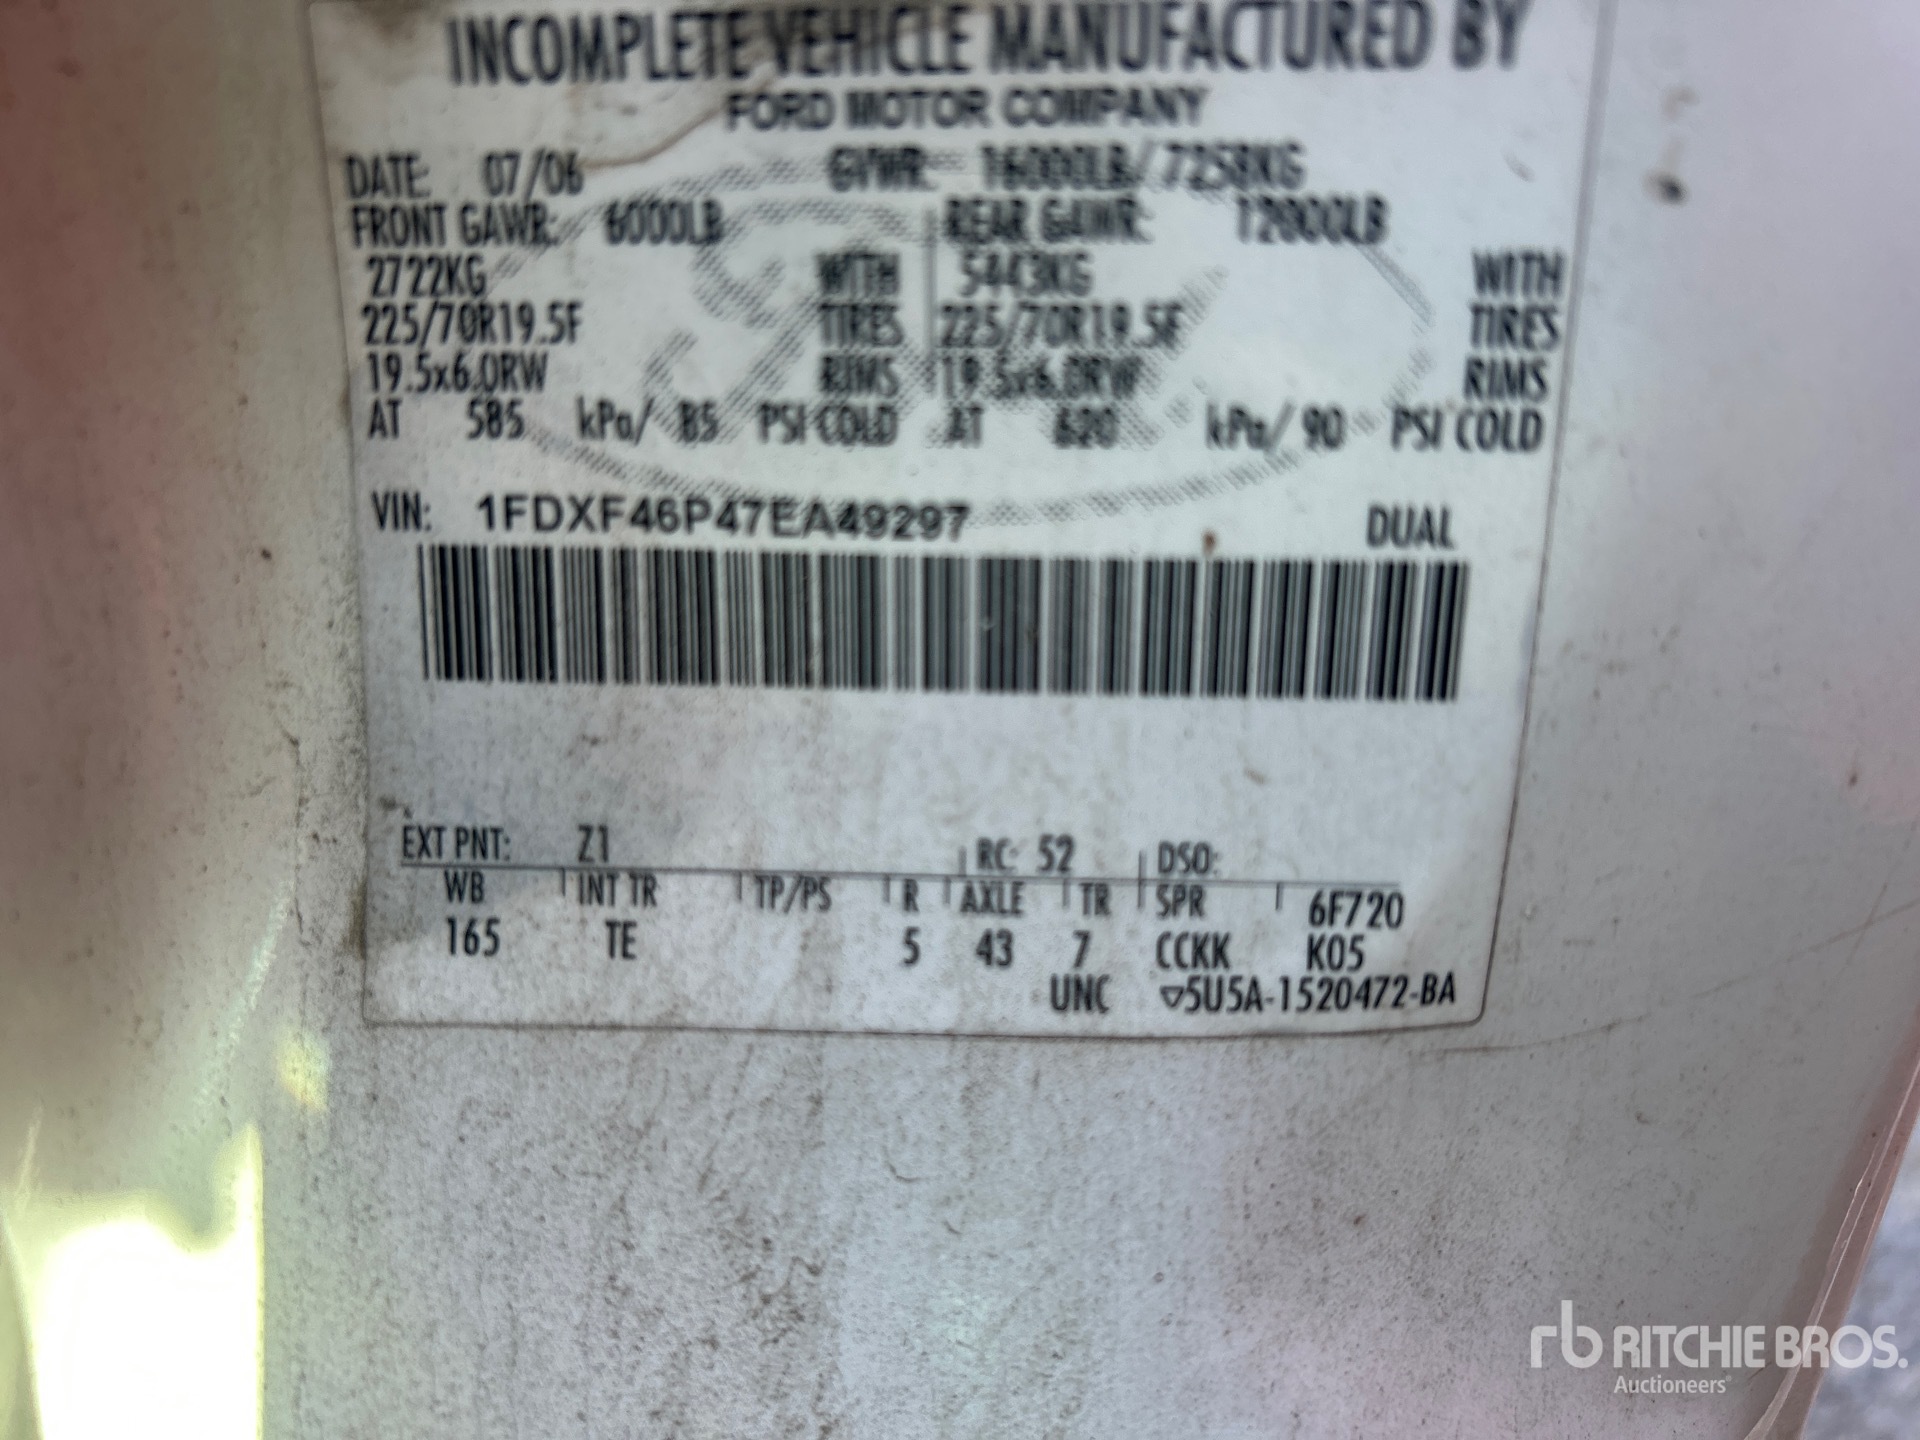 INCOMPLETE VEHICLE MANUFACTURED BY
FORD MOTOR COMPANY
DATE: 07/06 GVWR: 16000LB/ 7258KG
FRONT GAWR: 6000LB REAR GAWR: 12000LB
2722KG WITH 5443KG WITH
225/70R19.5F TIRES 225/70R19.5F TIRES
19.5x6.0RW RIMS 19.5x6.0RW RIMS
AT 585 kPa/ 85 PSI COLD AT 620 kPa/ 90 PSI COLD
VIN: 1FDXF46P47EA49297 DUAL
EXT PNT: Z1 RC: 52 DSO:
WB INT TR TP/PS R AXLE TR SPR 6F720
165 TE 5 43 7 CCKK K05
UNC ▽5U5A-1520472-BA
rb RITCHIE BROS.
Auctioneers